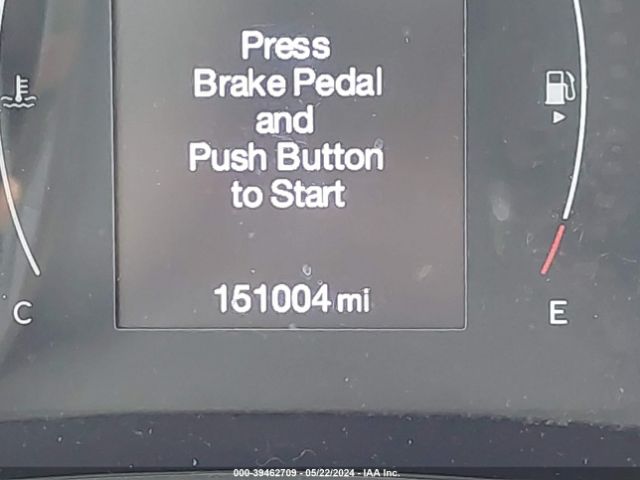 Press
Brake Pedal
and
Push Button
to Start
151004 mi
C
E
000-39462709 - 05/22/2024 - IAA Inc.